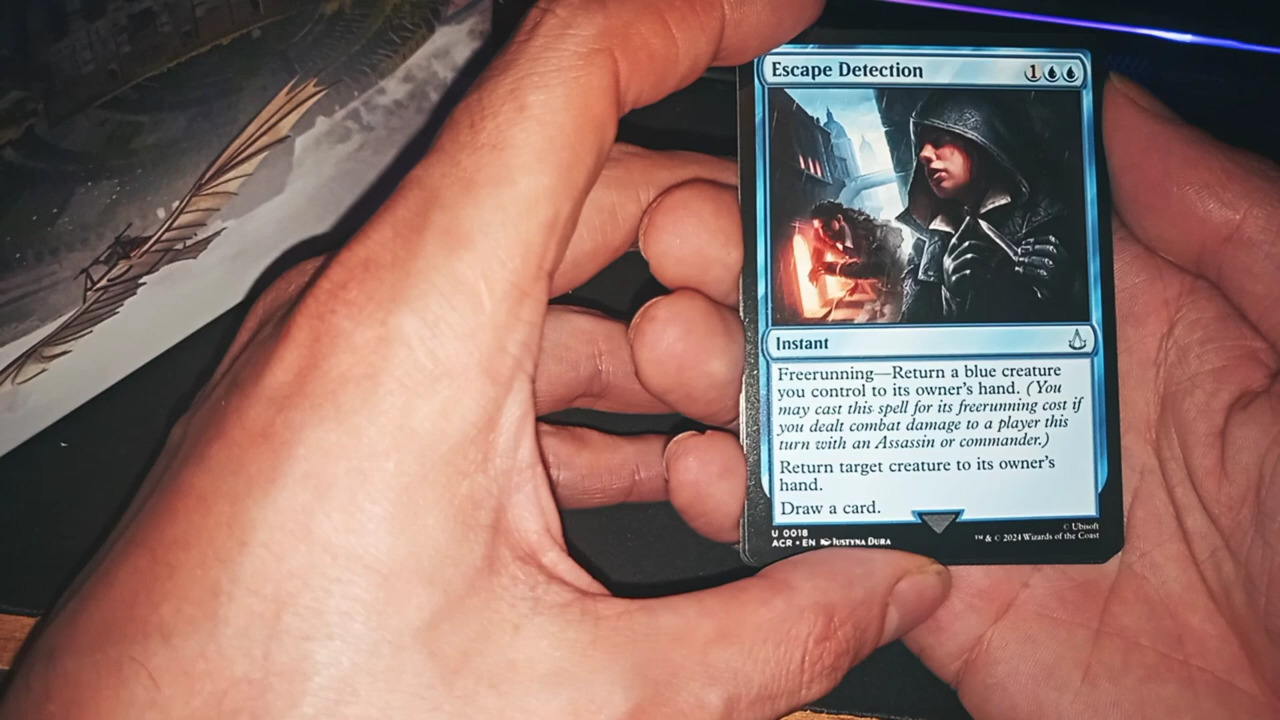 Escape Detection 1
Instant
Freerunning—Return a blue creature
you control to its owner's hand. (You
may cast this spell for its freerunning cost if
you dealt combat damage to a player this
turn with an Assassin or commander.)
Return target creature to its owner's
hand.
Draw a card.
U 0018
ACR • EN Justyna Dura
© Ubisoft
™ & © 2024 Wizards of the Coast